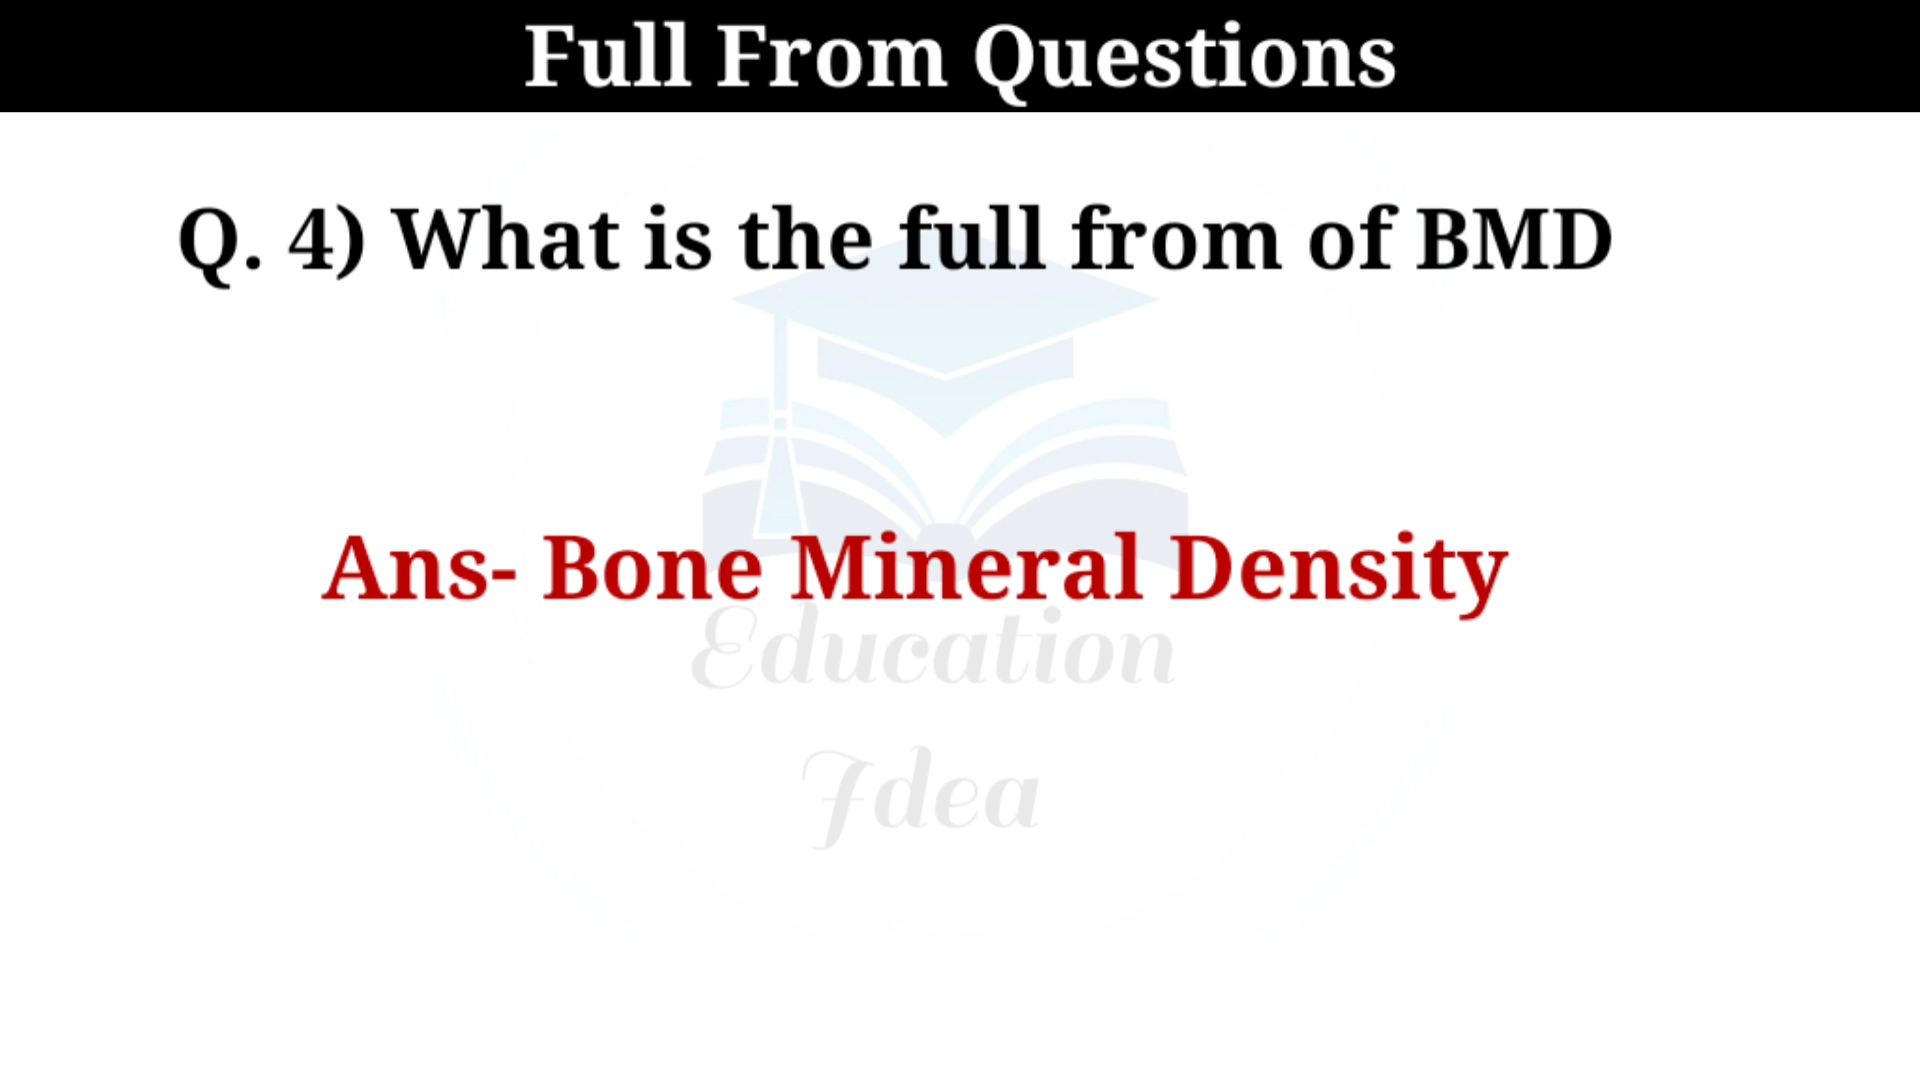 Full From Questions
Q. 4) What is the full from of BMD
Ans- Bone Mineral Density
Education
Idea